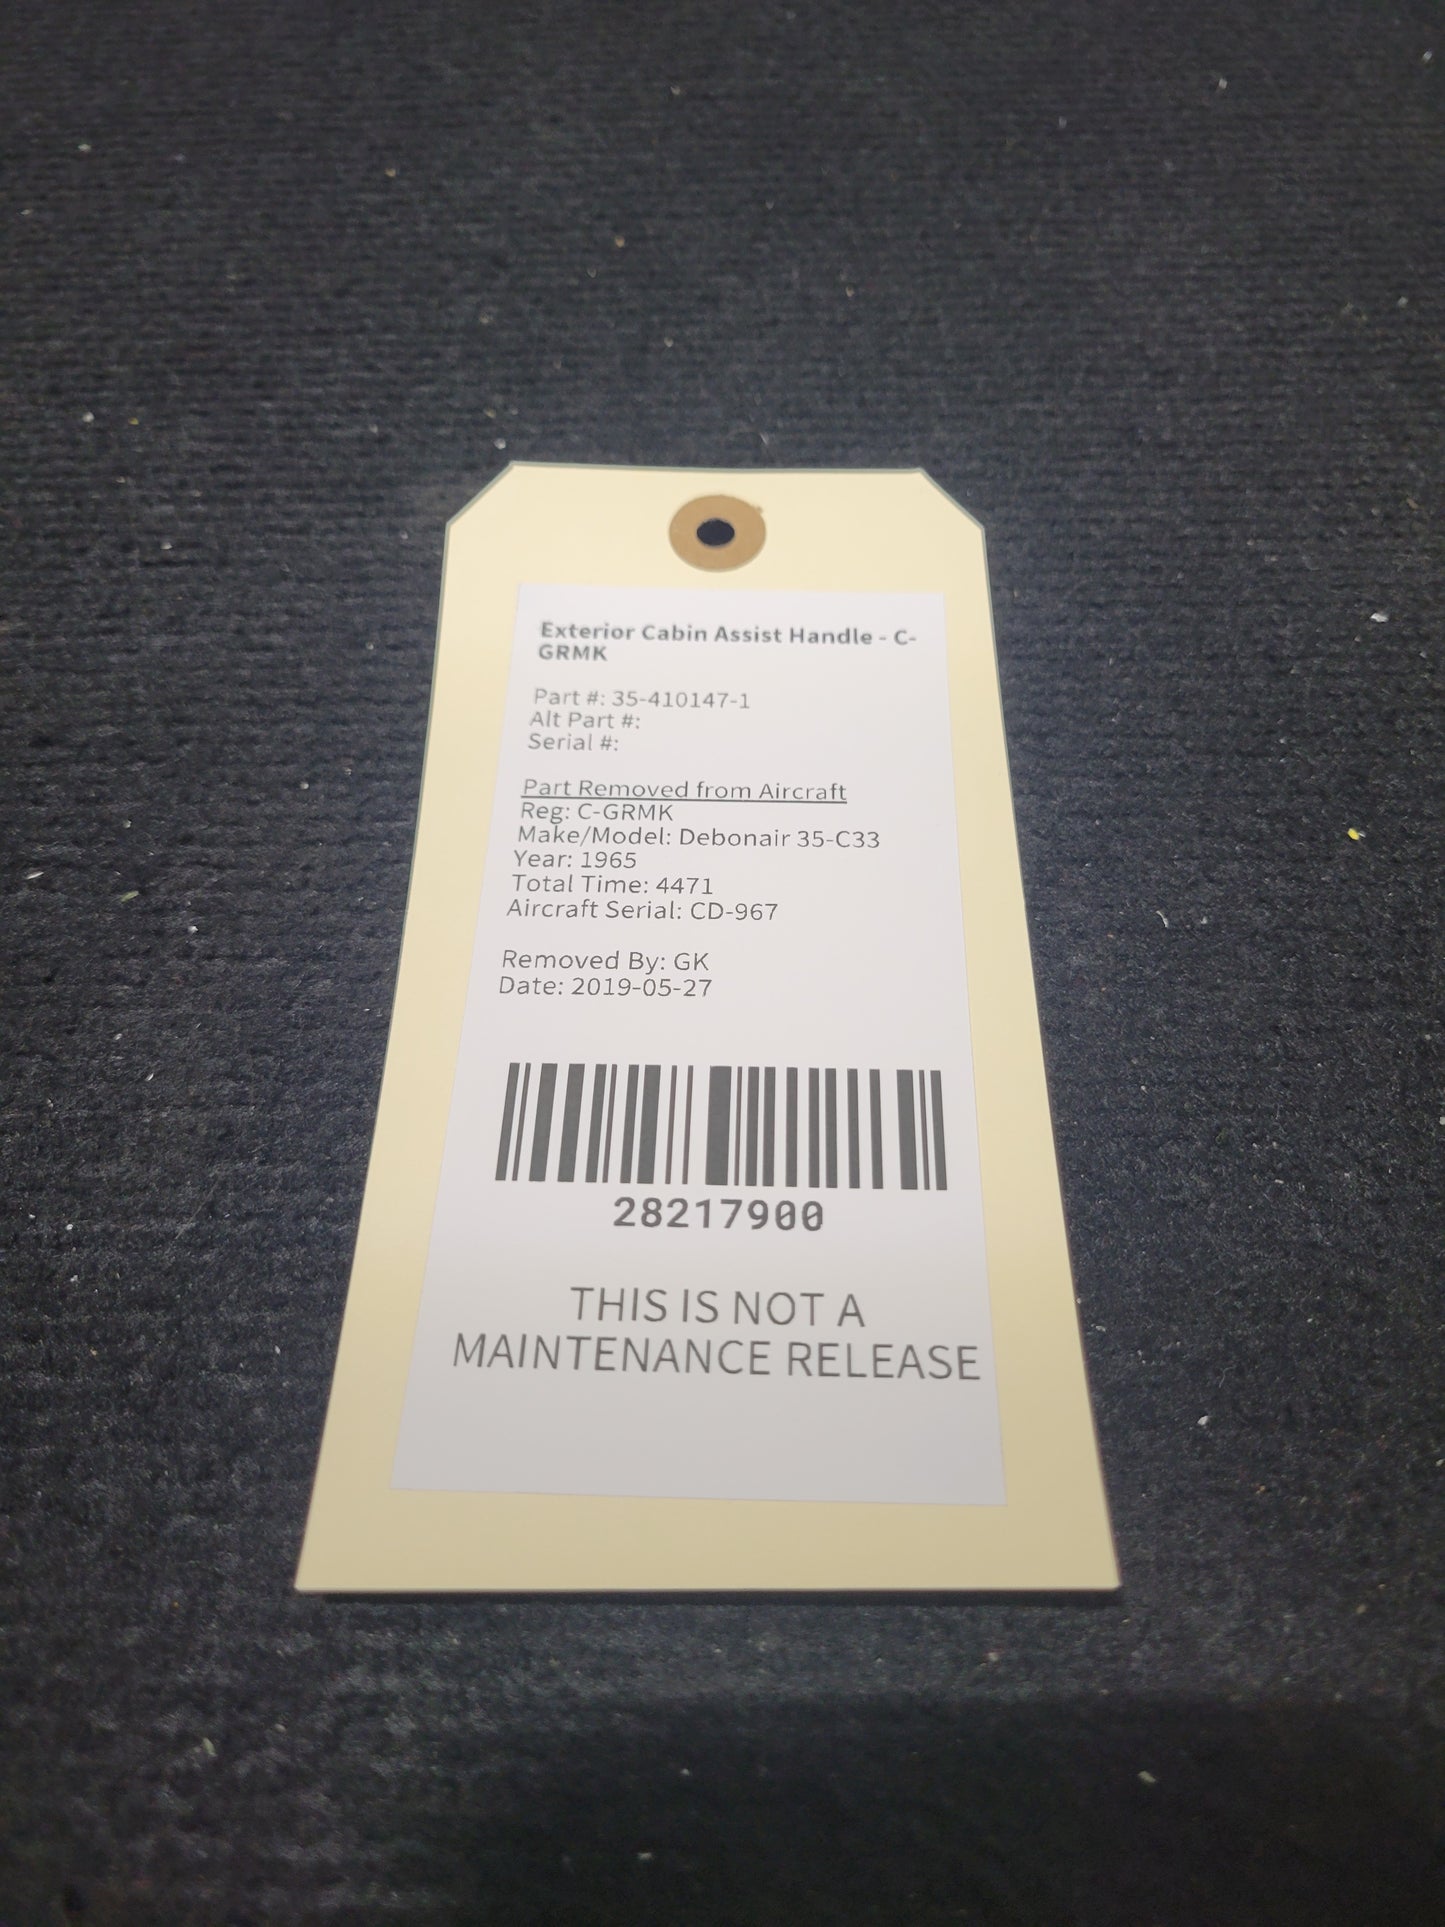 Exterior Cabin Assist Handle - C-
GRMK
Part #: 35-410147-1
Alt Part #:
Serial #:
Part Removed from Aircraft
Reg: C-GRMK
Make/Model: Debonair 35-C33
Year: 1965
Total Time: 4471
Aircraft Serial: CD-967
Removed By: GK
Date: 2019-05-27
28217900
THIS IS NOT A
MAINTENANCE RELEASE